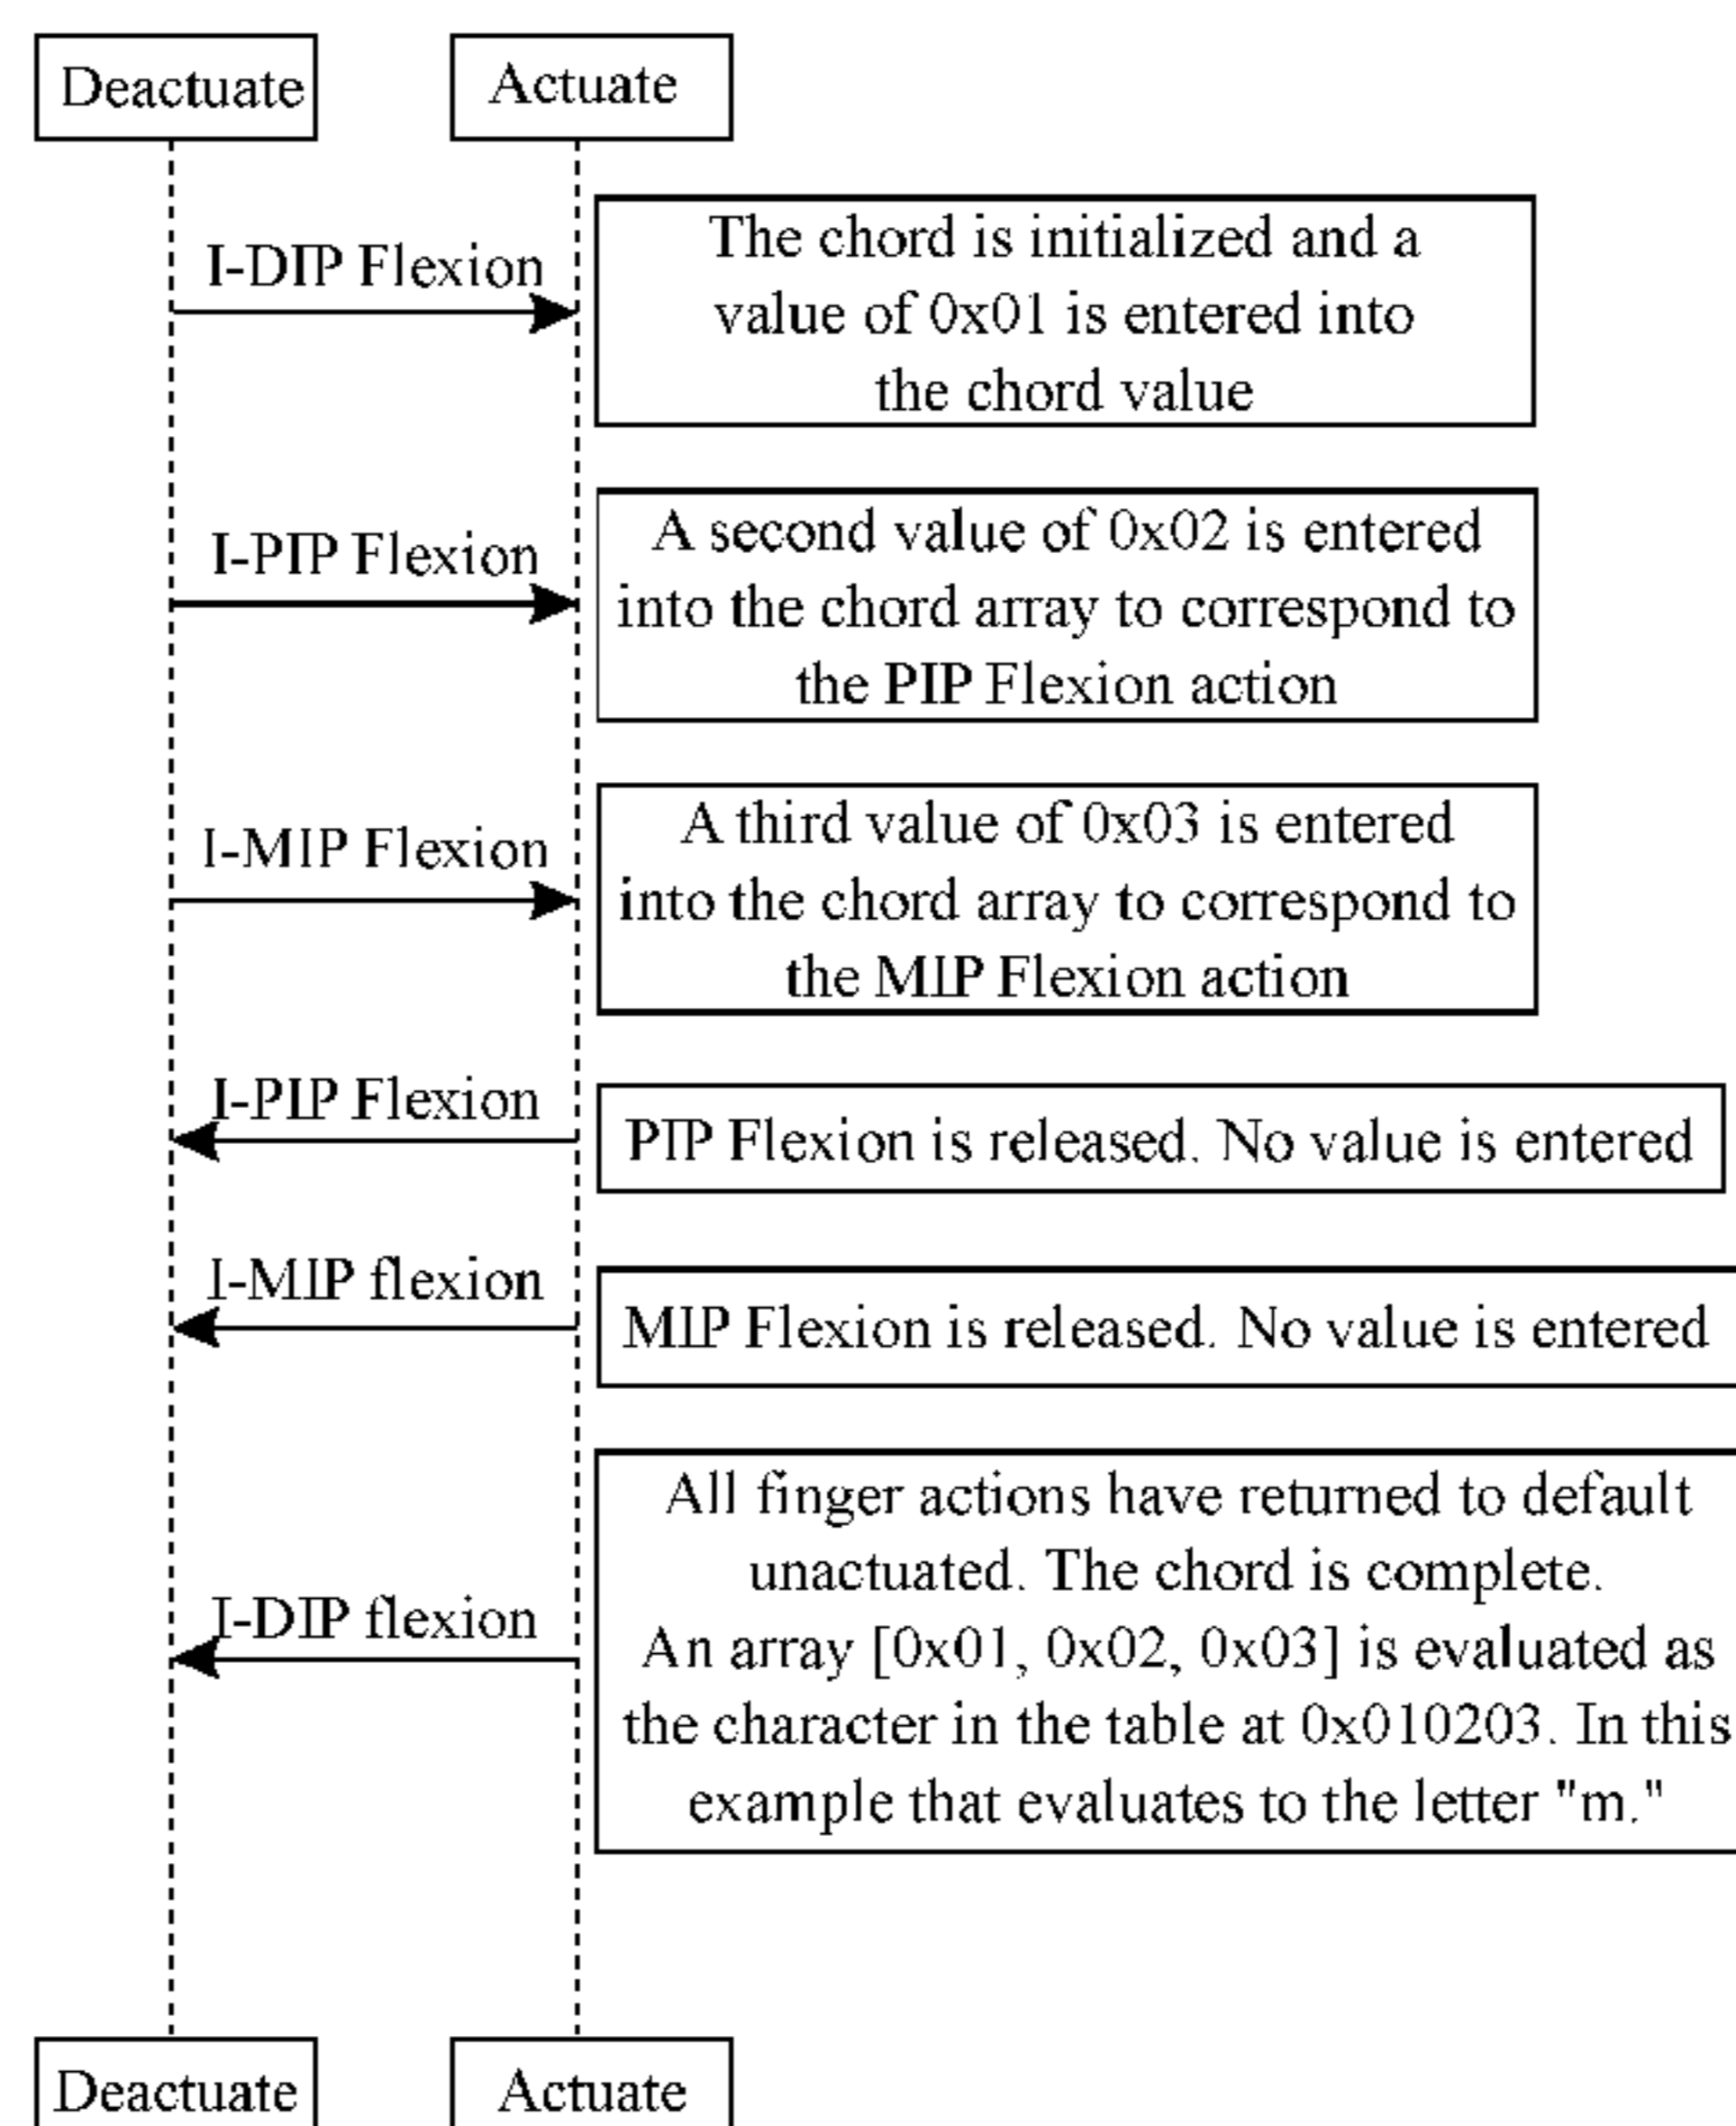 Deactuate
Actuate
I-DIP Flexion
The chord is initialized and a
value of 0x01 is entered into
the chord value
I-PIP Flexion
A second value of 0x02 is entered
into the chord array to correspond to
the PIP Flexion action
I-MIP Flexion
A third value of 0x03 is entered
into the chord array to correspond to
the MIP Flexion action
I-PIP Flexion
PIP Flexion is released. No value is entered
I-MIP flexion
MIP Flexion is released. No value is entered
I-DIP flexion
All finger actions have returned to default
unactuated. The chord is complete.
An array [0x01, 0x02, 0x03] is evaluated as
the character in the table at 0x010203. In this
example that evaluates to the letter "m."
Deactuate
Actuate